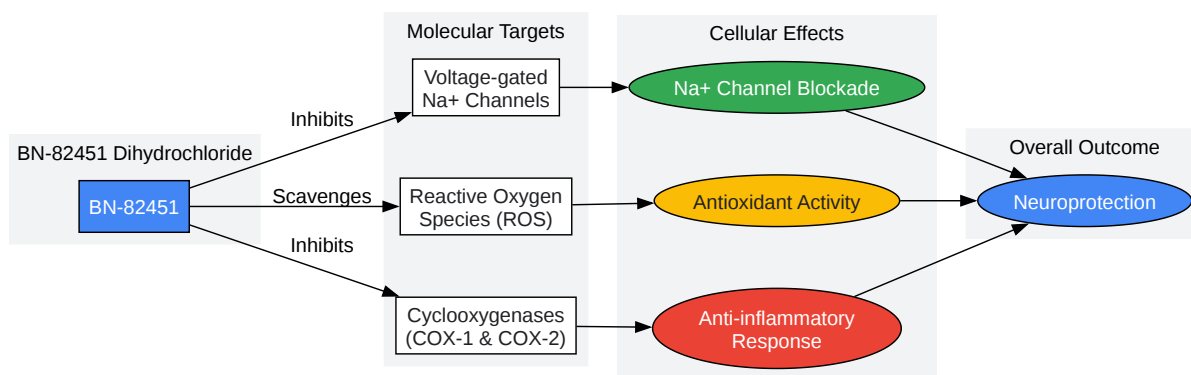 BN-82451 Dihydrochloride
BN-82451
Inhibits
Scavenges
Inhibits
Molecular Targets
Voltage-gated
Na+ Channels
Reactive Oxygen
Species (ROS)
Cyclooxygenases
(COX-1 & COX-2)
Cellular Effects
Na+ Channel Blockade
Antioxidant Activity
Anti-inflammatory
Response
Overall Outcome
Neuroprotection